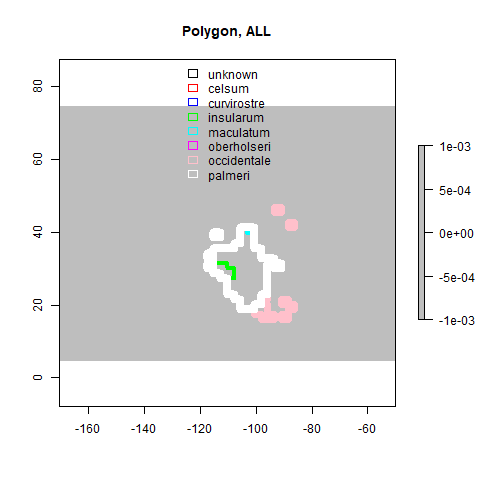 Polygon, ALL
unknown
celsum
curvirostre
insularum
maculatum
oberholseri
occidentale
palmeri
80
60
40
20
0
-160
-140
-120
-100
-80
-60
1e-03
5e-04
0e+00
-5e-04
-1e-03